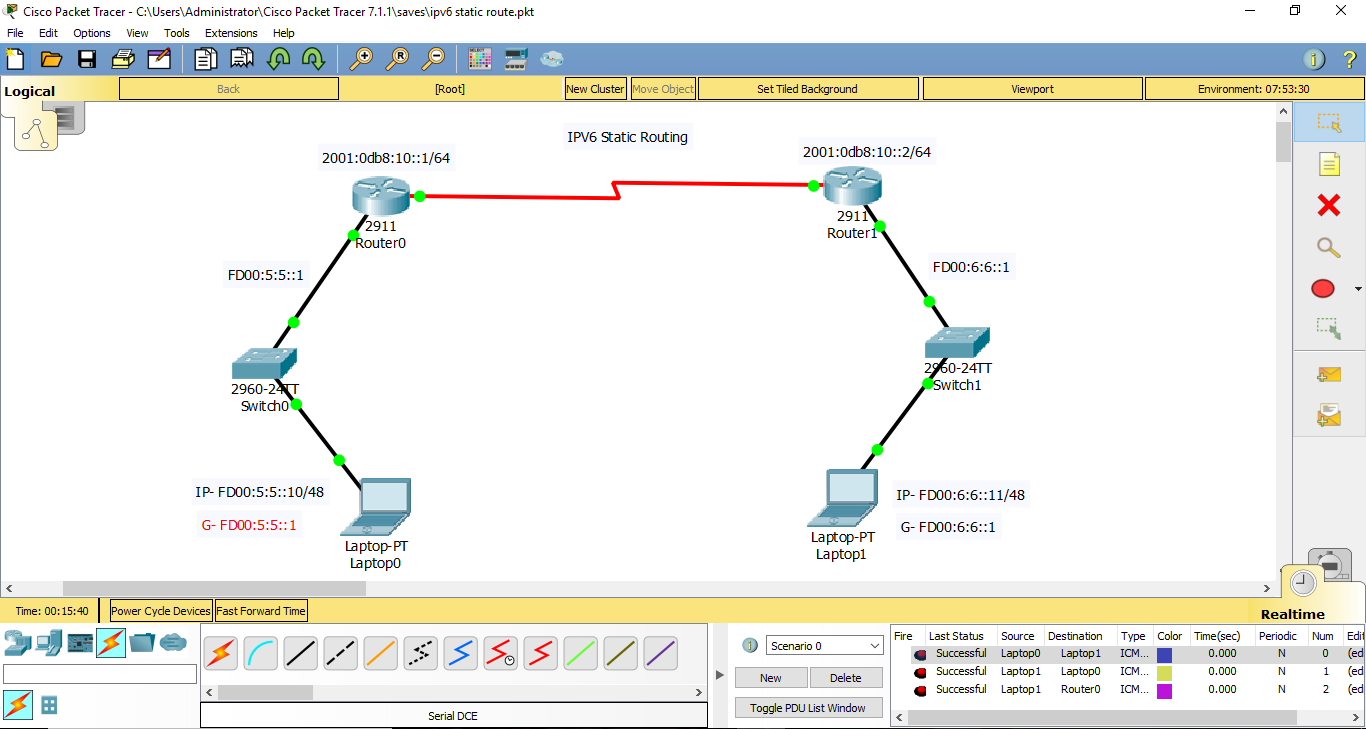 Cisco Packet Tracer - C:\Users\Administrator\Cisco Packet Tracer 7.1.1\saves\ipv6 static route.pkt
File Edit Options View Tools Extensions Help
Logical Back [Root] New Cluster Move Object Set Tiled Background Viewport Environment: 07:53:30
IPV6 Static Routing
2001:0db8:10::1/64
2001:0db8:10::2/64
2911
Router0
2911
Router1
FD00:5:5::1
FD00:6:6::1
2960-24TT
Switch0
2960-24TT
Switch1
IP- FD00:5:5::10/48
G- FD00:5:5::1
Laptop-PT
Laptop0
IP- FD00:6:6::11/48
G- FD00:6:6::1
Laptop-PT
Laptop1
Time: 00:15:40 Power Cycle Devices Fast Forward Time
Realtime
Scenario 0
New Delete
Toggle PDU List Window
Serial DCE
Fire Last Status Source Destination Type Color Time(sec) Periodic Num Edit
Successful Laptop0 Laptop1 ICM... 0.000 N 0 (ed
Successful Laptop1 Laptop0 ICM... 0.000 N 1 (ed
Successful Laptop1 Router0 ICM... 0.000 N 2 (ed